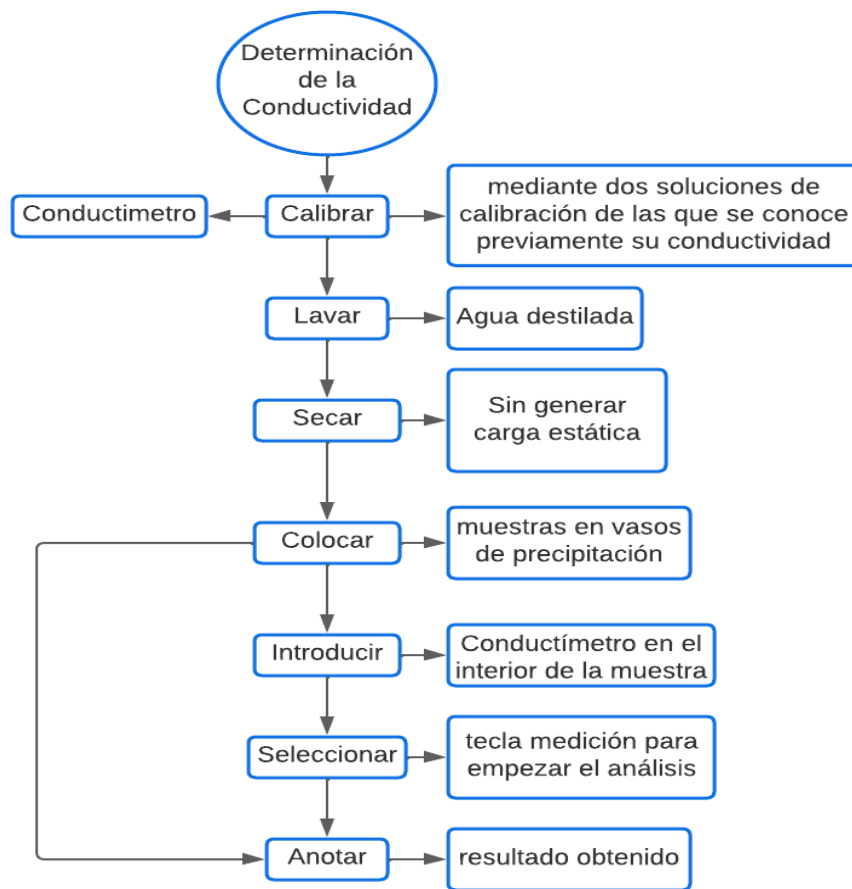 Determinación
de la
Conductividad
Conductimetro
Calibrar
mediante dos soluciones de
calibración de las que se conoce
previamente su conductividad
Lavar
Agua destilada
Secar
Sin generar
carga estática
Colocar
muestras en vasos
de precipitación
Introducir
Conductímetro en el
interior de la muestra
Seleccionar
tecla medición para
empezar el análisis
Anotar
resultado obtenido